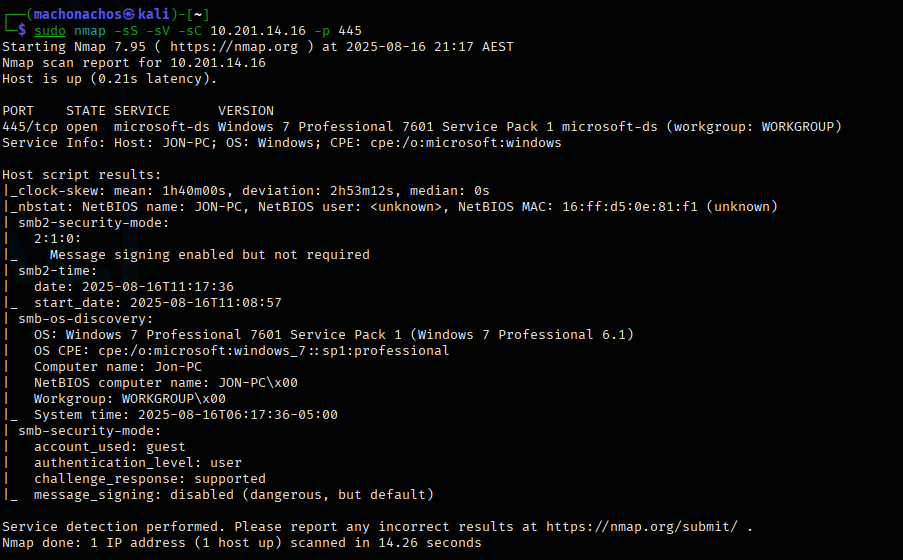 ┌──(machonachos㉿kali)-[~]
└─$ sudo nmap -sS -sV -sC 10.201.14.16 -p 445
Starting Nmap 7.95 ( https://nmap.org ) at 2025-08-16 21:17 AEST
Nmap scan report for 10.201.14.16
Host is up (0.21s latency).

PORT    STATE SERVICE      VERSION
445/tcp open  microsoft-ds Windows 7 Professional 7601 Service Pack 1 microsoft-ds (workgroup: WORKGROUP)
Service Info: Host: JON-PC; OS: Windows; CPE: cpe:/o:microsoft:windows

Host script results:
|_clock-skew: mean: 1h40m00s, deviation: 2h53m12s, median: 0s
|_nbstat: NetBIOS name: JON-PC, NetBIOS user: <unknown>, NetBIOS MAC: 16:ff:d5:0e:81:f1 (unknown)
| smb2-security-mode:
|   2:1:0:
|_    Message signing enabled but not required
| smb2-time:
|   date: 2025-08-16T11:17:36
|_  start_date: 2025-08-16T11:08:57
| smb-os-discovery:
|   OS: Windows 7 Professional 7601 Service Pack 1 (Windows 7 Professional 6.1)
|   OS CPE: cpe:/o:microsoft:windows_7::sp1:professional
|   Computer name: Jon-PC
|   NetBIOS computer name: JON-PC\x00
|   Workgroup: WORKGROUP\x00
|_  System time: 2025-08-16T06:17:36-05:00
| smb-security-mode:
|   account_used: guest
|   authentication_level: user
|   challenge_response: supported
|_  message_signing: disabled (dangerous, but default)

Service detection performed. Please report any incorrect results at https://nmap.org/submit/ .
Nmap done: 1 IP address (1 host up) scanned in 14.26 seconds